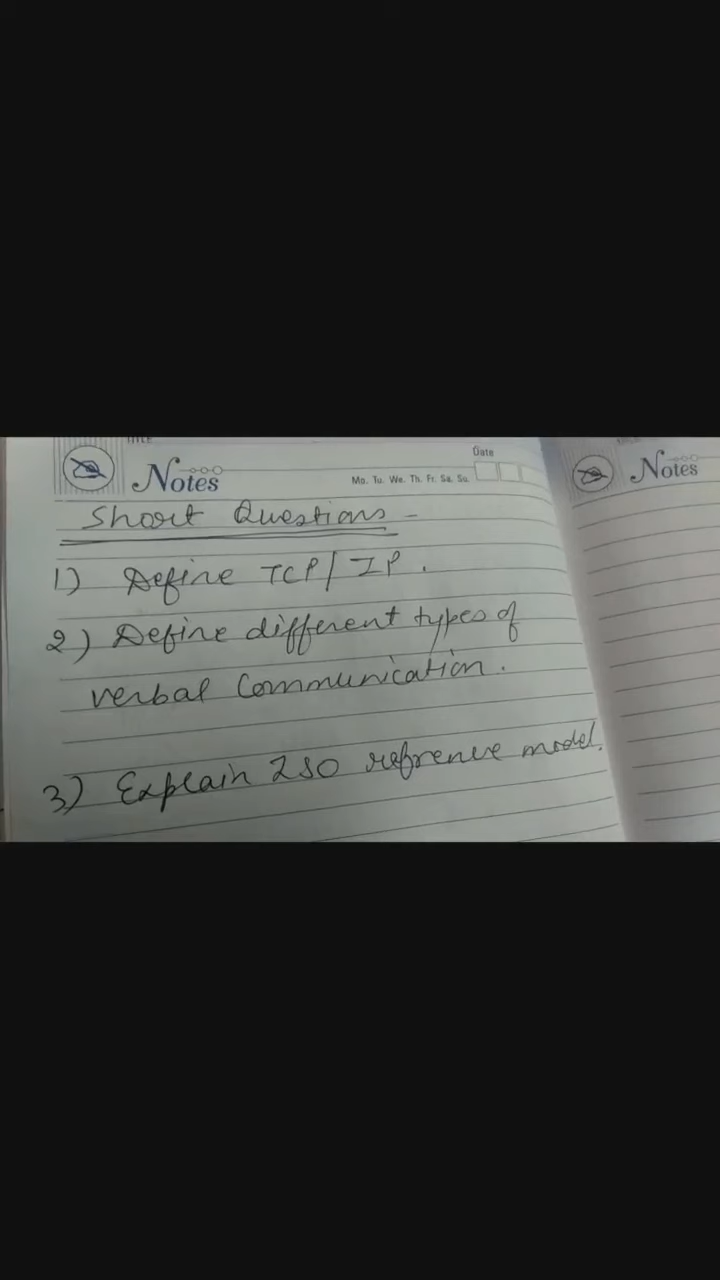 TITLE
Date
Notes
Mo. Tu. We. Th. Fr. Sa. Su.
Notes
Short Questions -
1) Define TCP/IP.
2) Define different types of
verbal Communication.
3) Explain ISO refrence model.